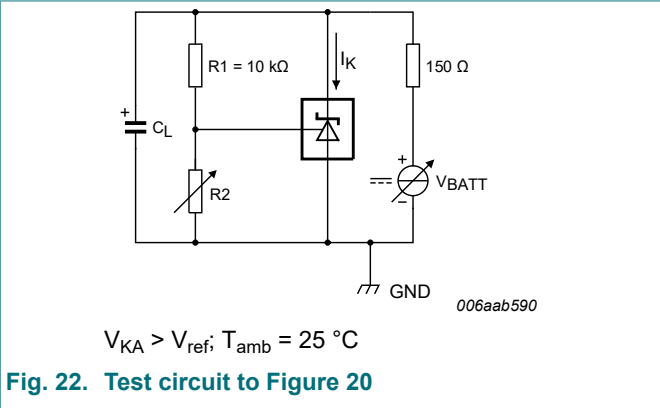 R1 = 10 kΩ
IK
150 Ω
+
CL
+
VBATT
−
R2
GND
006aab590
VKA > Vref; Tamb = 25 °C
Fig. 22. Test circuit to Figure 20